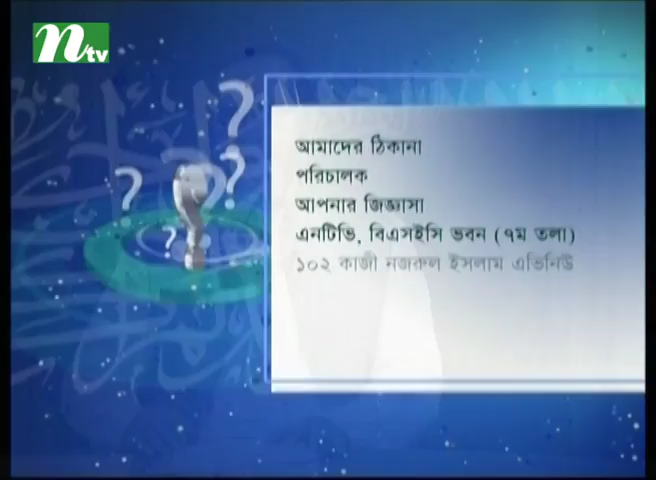 ntv
আমাদের ঠিকানা
পরিচালক
আপনার জিজ্ঞাসা
এনটিভি, বিএসইসি ভবন (৭ম তলা)
১০২ কাজী নজরুল ইসলাম এভিনিউ